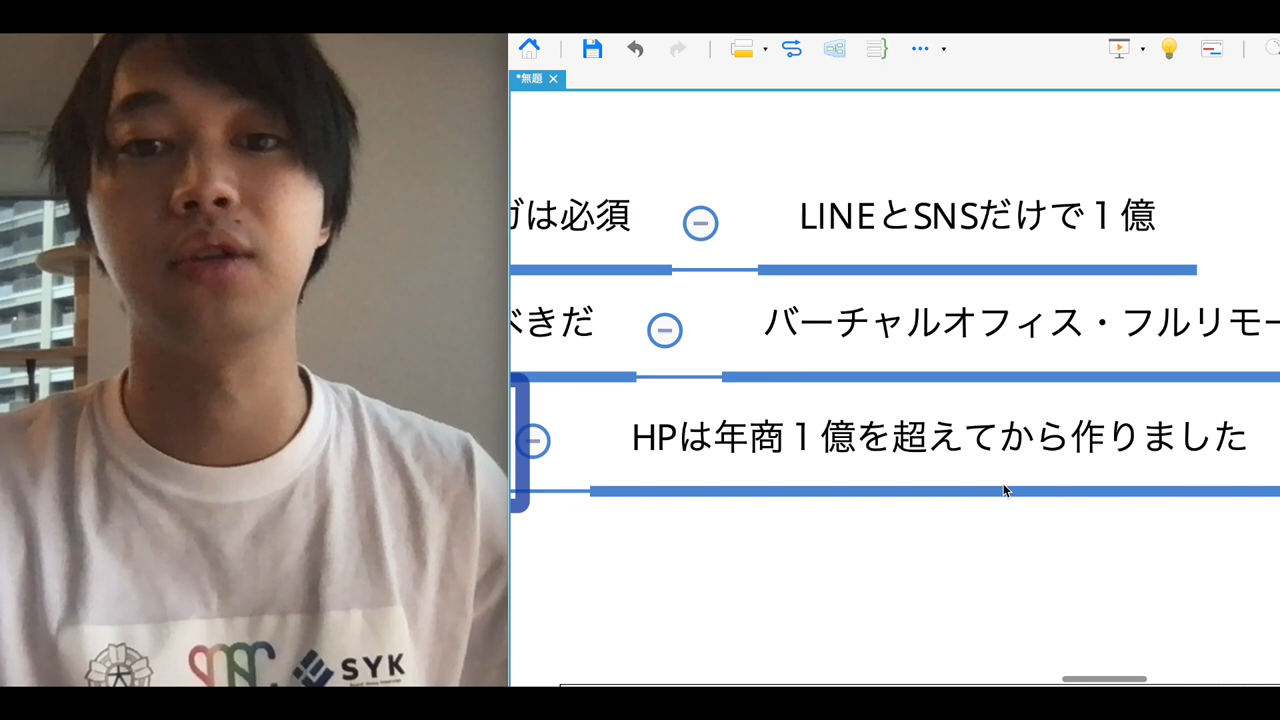 *無題
ガは必須
LINEとSNSだけで１億
べきだ
バーチャルオフィス・フルリモー
HPは年商１億を超えてから作りました
大
SYK